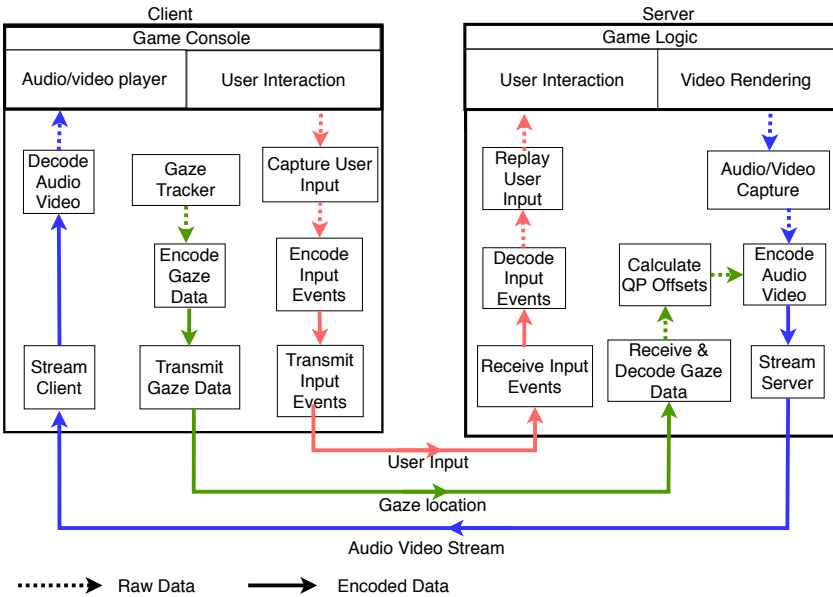 Client
Server
Game Console
Game Logic
Audio/video player
User Interaction
User Interaction
Video Rendering
Decode
Audio
Video
Gaze
Tracker
Capture User
Input
Replay
User
Input
Audio/Video
Capture
Encode
Gaze
Data
Encode
Input
Events
Decode
Input
Events
Calculate
QP Offsets
Encode
Audio
Video
Stream
Client
Transmit
Gaze Data
Transmit
Input
Events
Receive Input
Events
Receive &
Decode Gaze
Data
Stream
Server
User Input
Gaze location
Audio Video Stream
Raw Data
Encoded Data